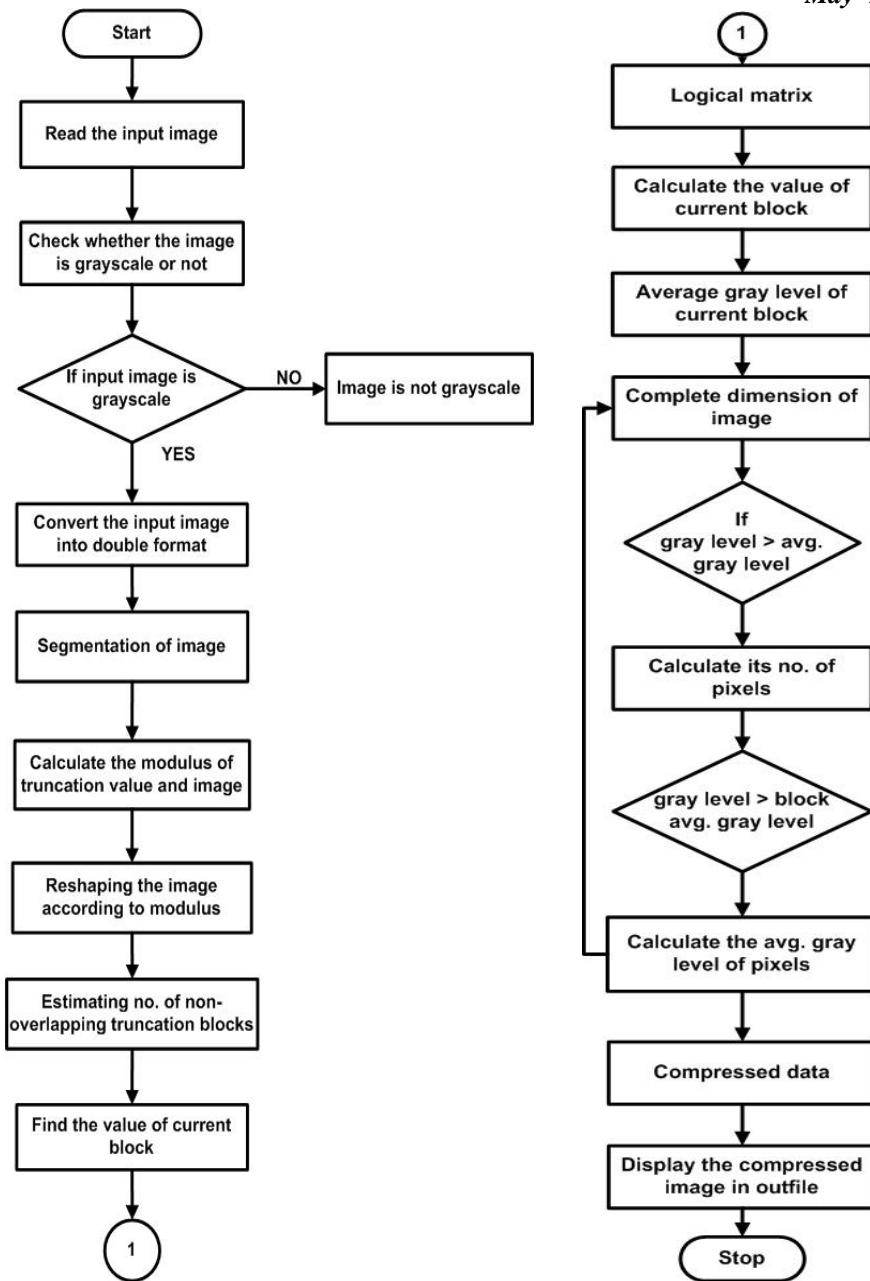 May
Start
Read the input image
Check whether the image
is grayscale or not
If input image is
grayscale
NO
Image is not grayscale
YES
Convert the input image
into double format
Segmentation of image
Calculate the modulus of
truncation value and image
Reshaping the image
according to modulus
Estimating no. of non-
overlapping truncation blocks
Find the value of current
block
1
1
Logical matrix
Calculate the value of
current block
Average gray level of
current block
Complete dimension of
image
If
gray level > avg.
gray level
Calculate its no. of
pixels
gray level > block
avg. gray level
Calculate the avg. gray
level of pixels
Compressed data
Display the compressed
image in outfile
Stop